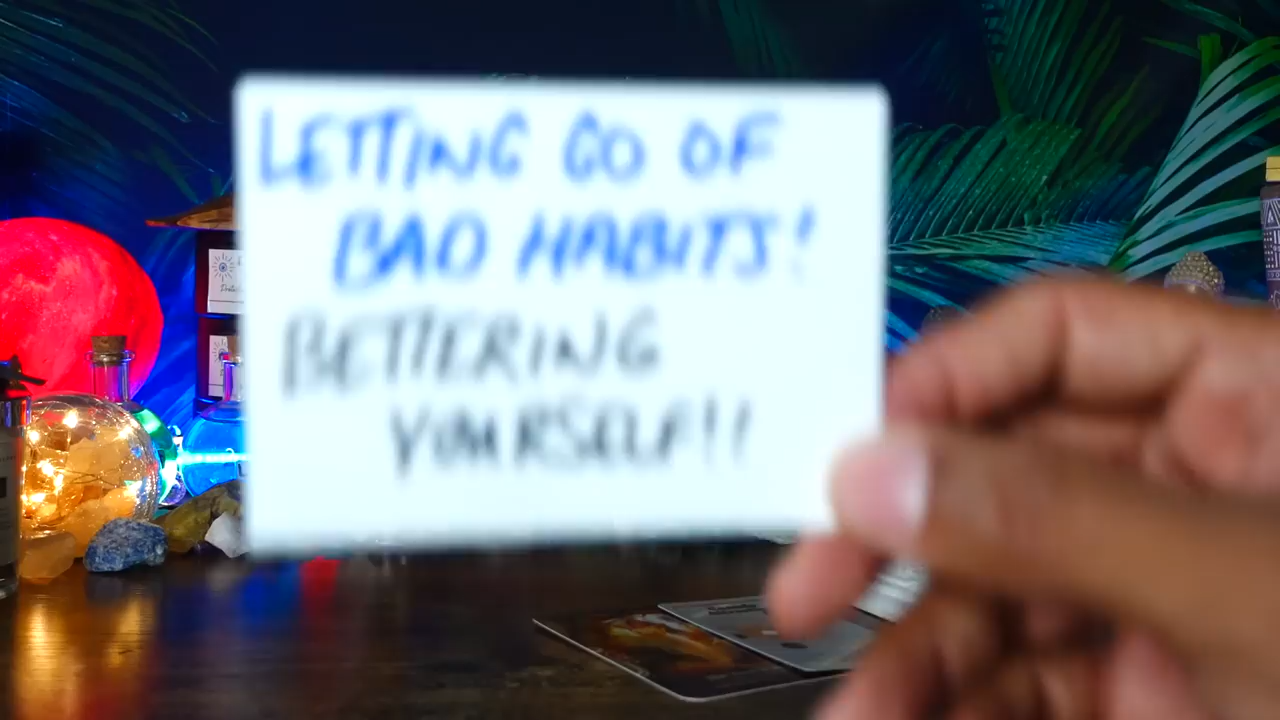 LETTING GO OF
BAD HABITS!
BETTERING
YOURSELF!!